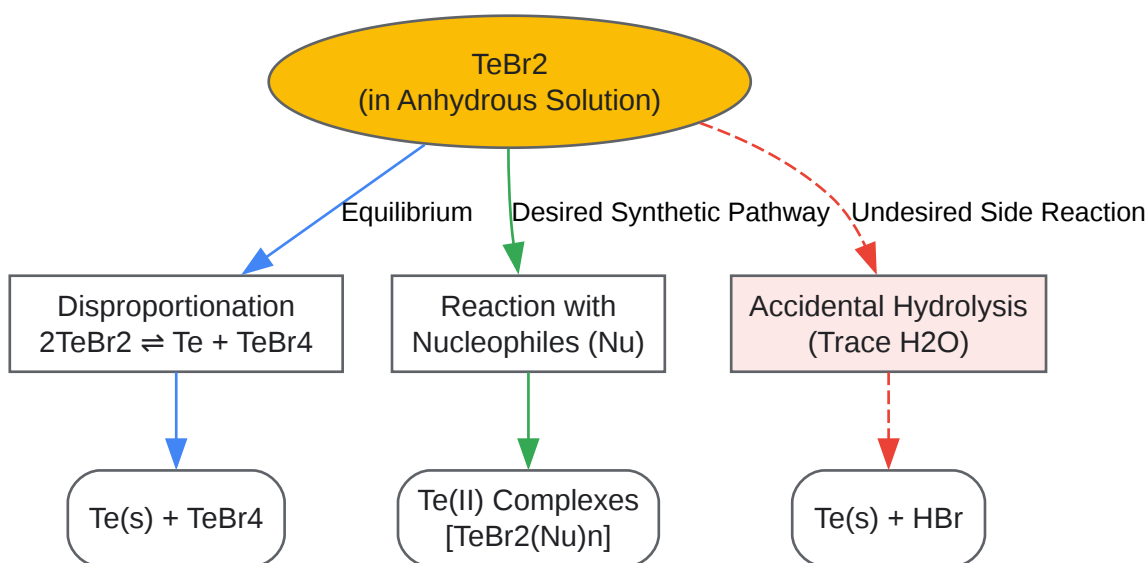 TeBr2
(in Anhydrous Solution)
Equilibrium
Desired Synthetic Pathway
Undesired Side Reaction
Disproportionation
2TeBr2 ⇌ Te + TeBr4
Reaction with
Nucleophiles (Nu)
Accidental Hydrolysis
(Trace H2O)
Te(s) + TeBr4
Te(II) Complexes
[TeBr2(Nu)n]
Te(s) + HBr